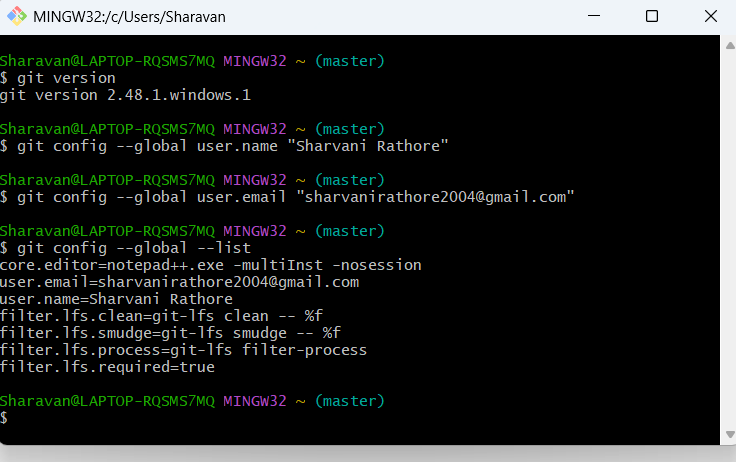 MINGW32:/c/Users/Sharavan
Sharavan@LAPTOP-RQSMS7MQ MINGW32 ~ (master)
$ git version
git version 2.48.1.windows.1
Sharavan@LAPTOP-RQSMS7MQ MINGW32 ~ (master)
$ git config --global user.name "Sharvani Rathore"
Sharavan@LAPTOP-RQSMS7MQ MINGW32 ~ (master)
$ git config --global user.email "sharvanirathore2004@gmail.com"
Sharavan@LAPTOP-RQSMS7MQ MINGW32 ~ (master)
$ git config --global --list
core.editor=notepad++.exe -multiInst -nosession
user.email=sharvanirathore2004@gmail.com
user.name=Sharvani Rathore
filter.lfs.clean=git-lfs clean -- %f
filter.lfs.smudge=git-lfs smudge -- %f
filter.lfs.process=git-lfs filter-process
filter.lfs.required=true
Sharavan@LAPTOP-RQSMS7MQ MINGW32 ~ (master)
$